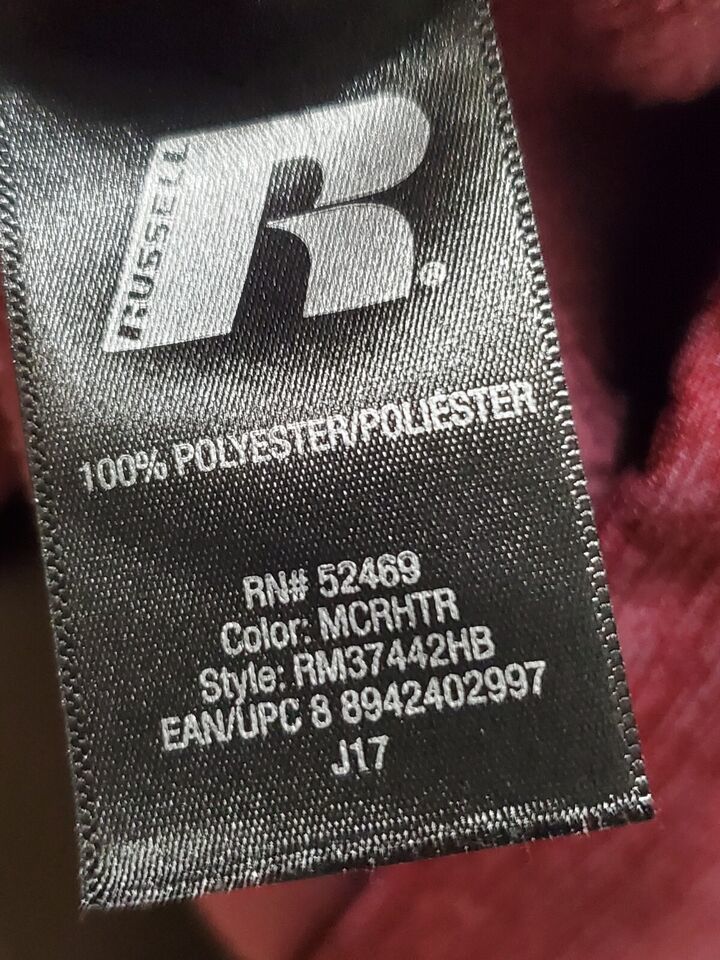 RUSSELL
R®
100% POLYESTER/POLIÉSTER
RN# 52469
Color: MCRHTR
Style: RM37442HB
EAN/UPC 8 8942402997
J17